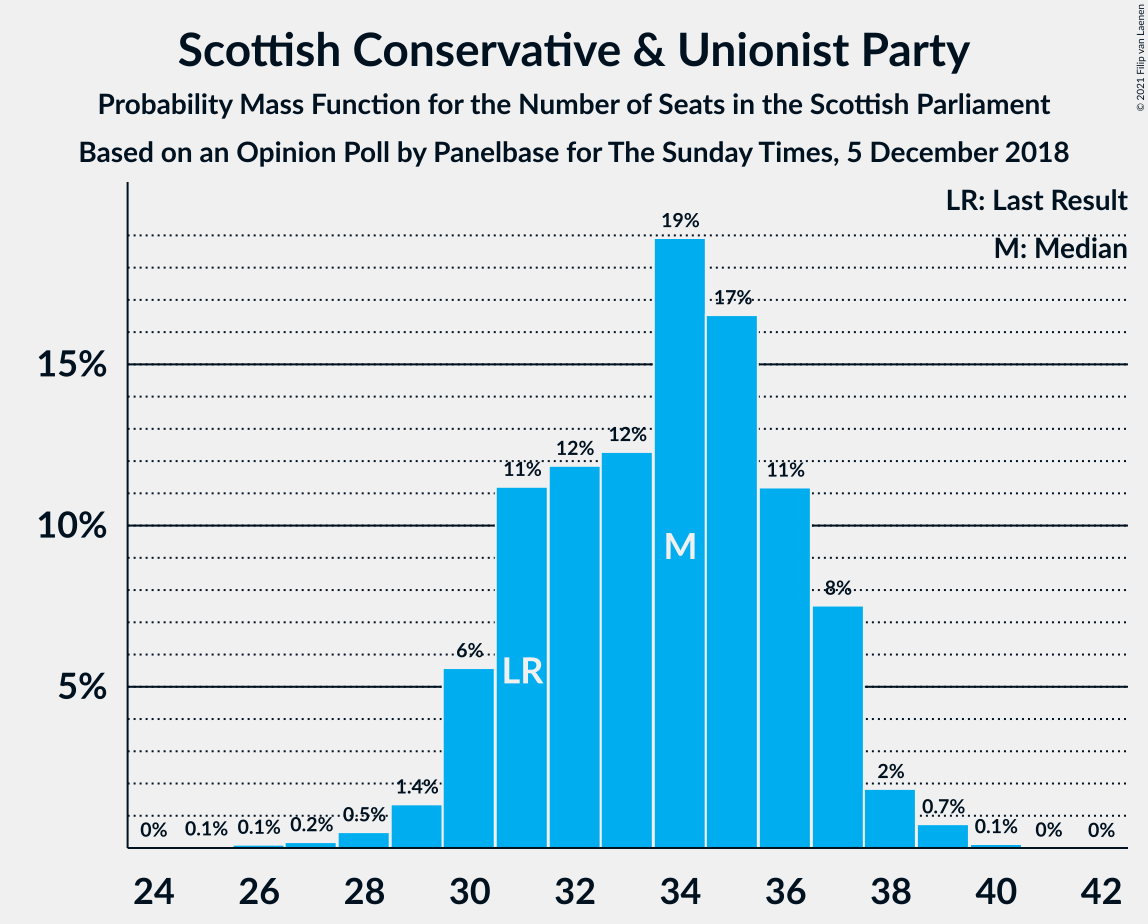 Scottish Conservative & Unionist Party
Probability Mass Function for the Number of Seats in the Scottish Parliament
Based on an Opinion Poll by Panelbase for The Sunday Times, 5 December 2018
© 2021 Filip van Laenen
LR: Last Result
M: Median
15%
10%
5%
0%
0.1%
0.1%
0.2%
0.5%
1.4%
6%
11%
12%
12%
19%
17%
11%
8%
2%
0.7%
0.1%
0%
0%
LR
M
24 26 28 30 32 34 36 38 40 42